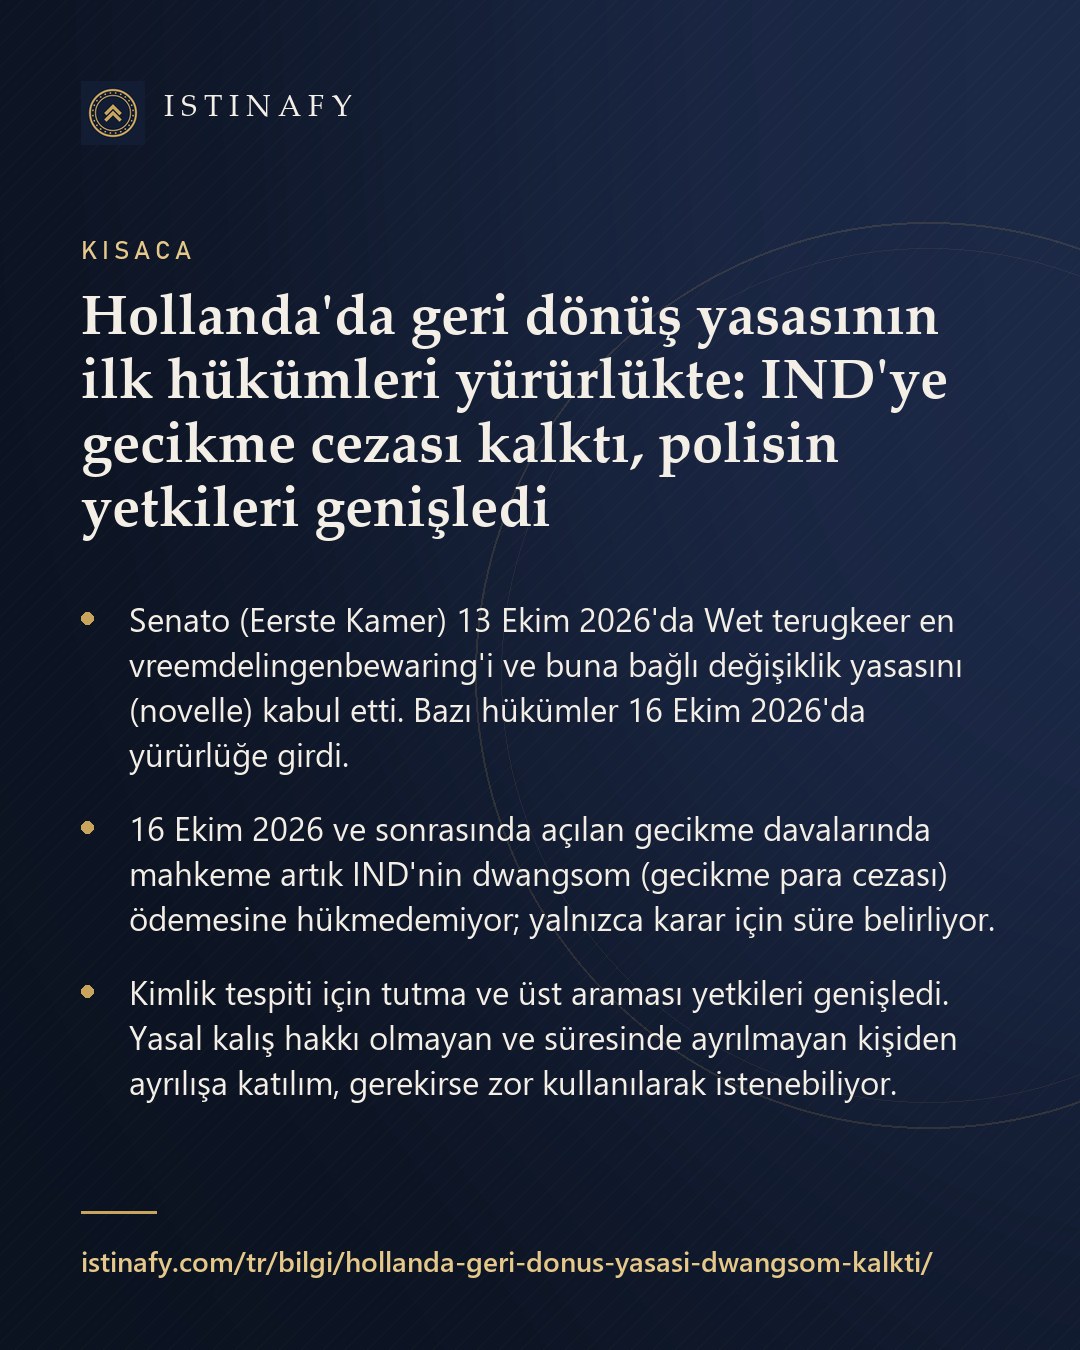 ISTINAFY
KISACA
Hollanda'da geri dönüş yasasının
ilk hükümleri yürürlükte: IND'ye
gecikme cezası kalktı, polisin
yetkileri genişledi
Senato (Eerste Kamer) 13 Ekim 2026'da Wet terugkeer en
vreemdelingenbewaring'i ve buna bağlı değişiklik yasasını
(novelle) kabul etti. Bazı hükümler 16 Ekim 2026'da
yürürlüğe girdi.
16 Ekim 2026 ve sonrasında açılan gecikme davalarında
mahkeme artık IND'nin dwangsom (gecikme para cezası)
ödemesine hükmedemiyor; yalnızca karar için süre belirliyor.
Kimlik tespiti için tutma ve üst araması yetkileri genişledi.
Yasal kalış hakkı olmayan ve süresinde ayrılmayan kişiden
ayrılışa katılım, gerekirse zor kullanılarak istenebiliyor.
istinafy.com/tr/bilgi/hollanda-geri-donus-yasasi-dwangsom-kalkti/